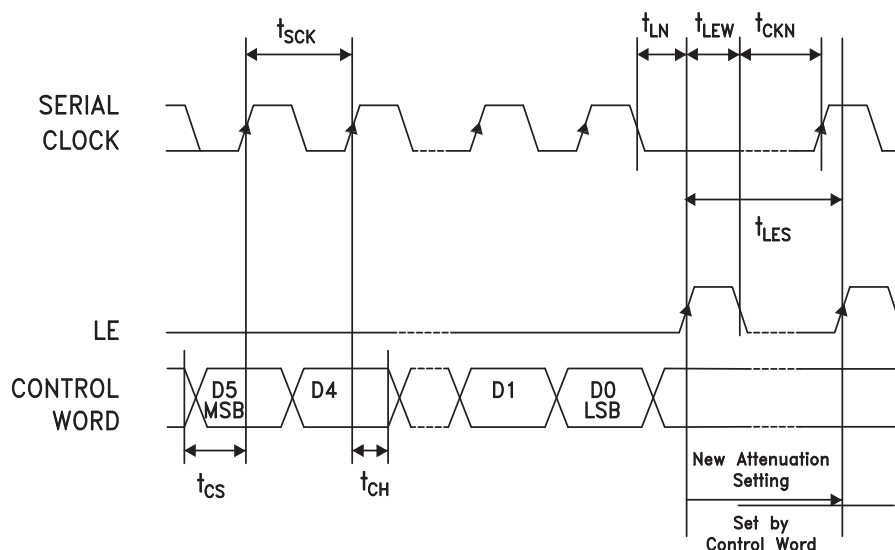 tSCK
tLN tLEW tCKN
SERIAL
CLOCK
tLES
LE
CONTROL
WORD
D5
MSB
D4
D1
D0
LSB
tCS
tCH
New Attenuation
Setting
Set by
Control Word